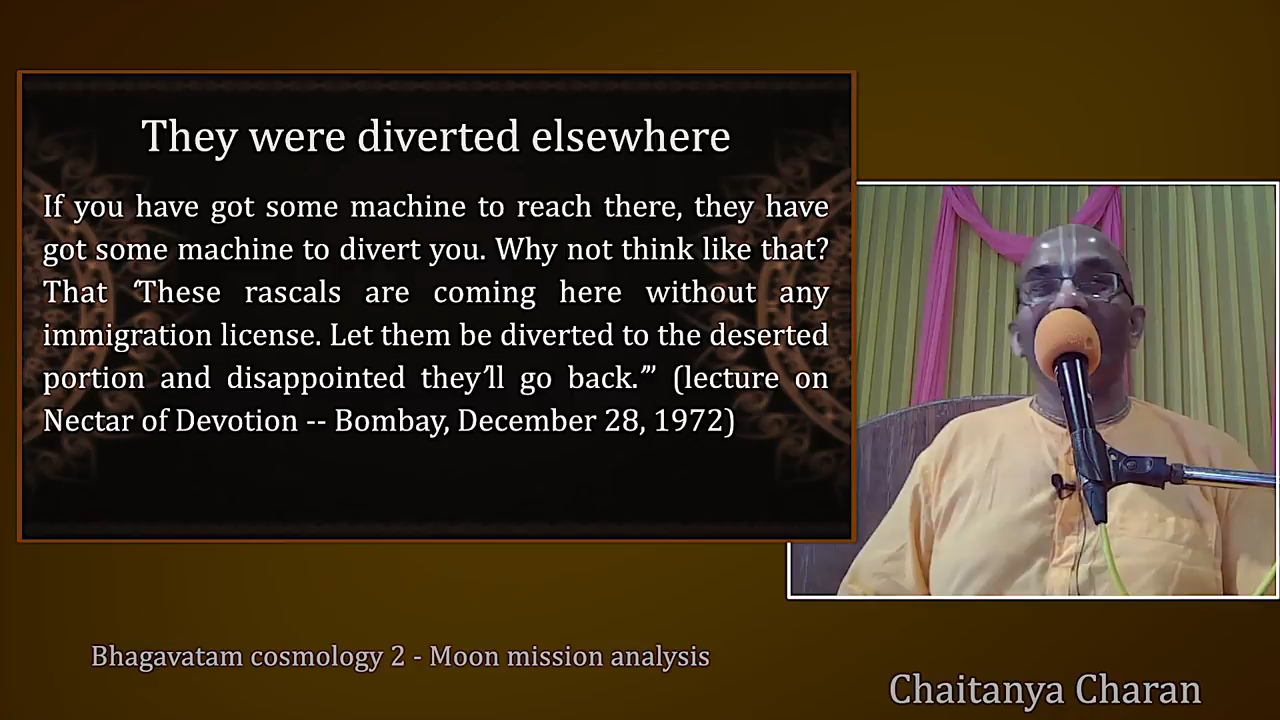 They were diverted elsewhere
If you have got some machine to reach there, they have
got some machine to divert you. Why not think like that?
That ‘These rascals are coming here without any
immigration license. Let them be diverted to the deserted
portion and disappointed they’ll go back.’” (lecture on
Nectar of Devotion -- Bombay, December 28, 1972)
Bhagavatam cosmology 2 - Moon mission analysis
Chaitanya Charan